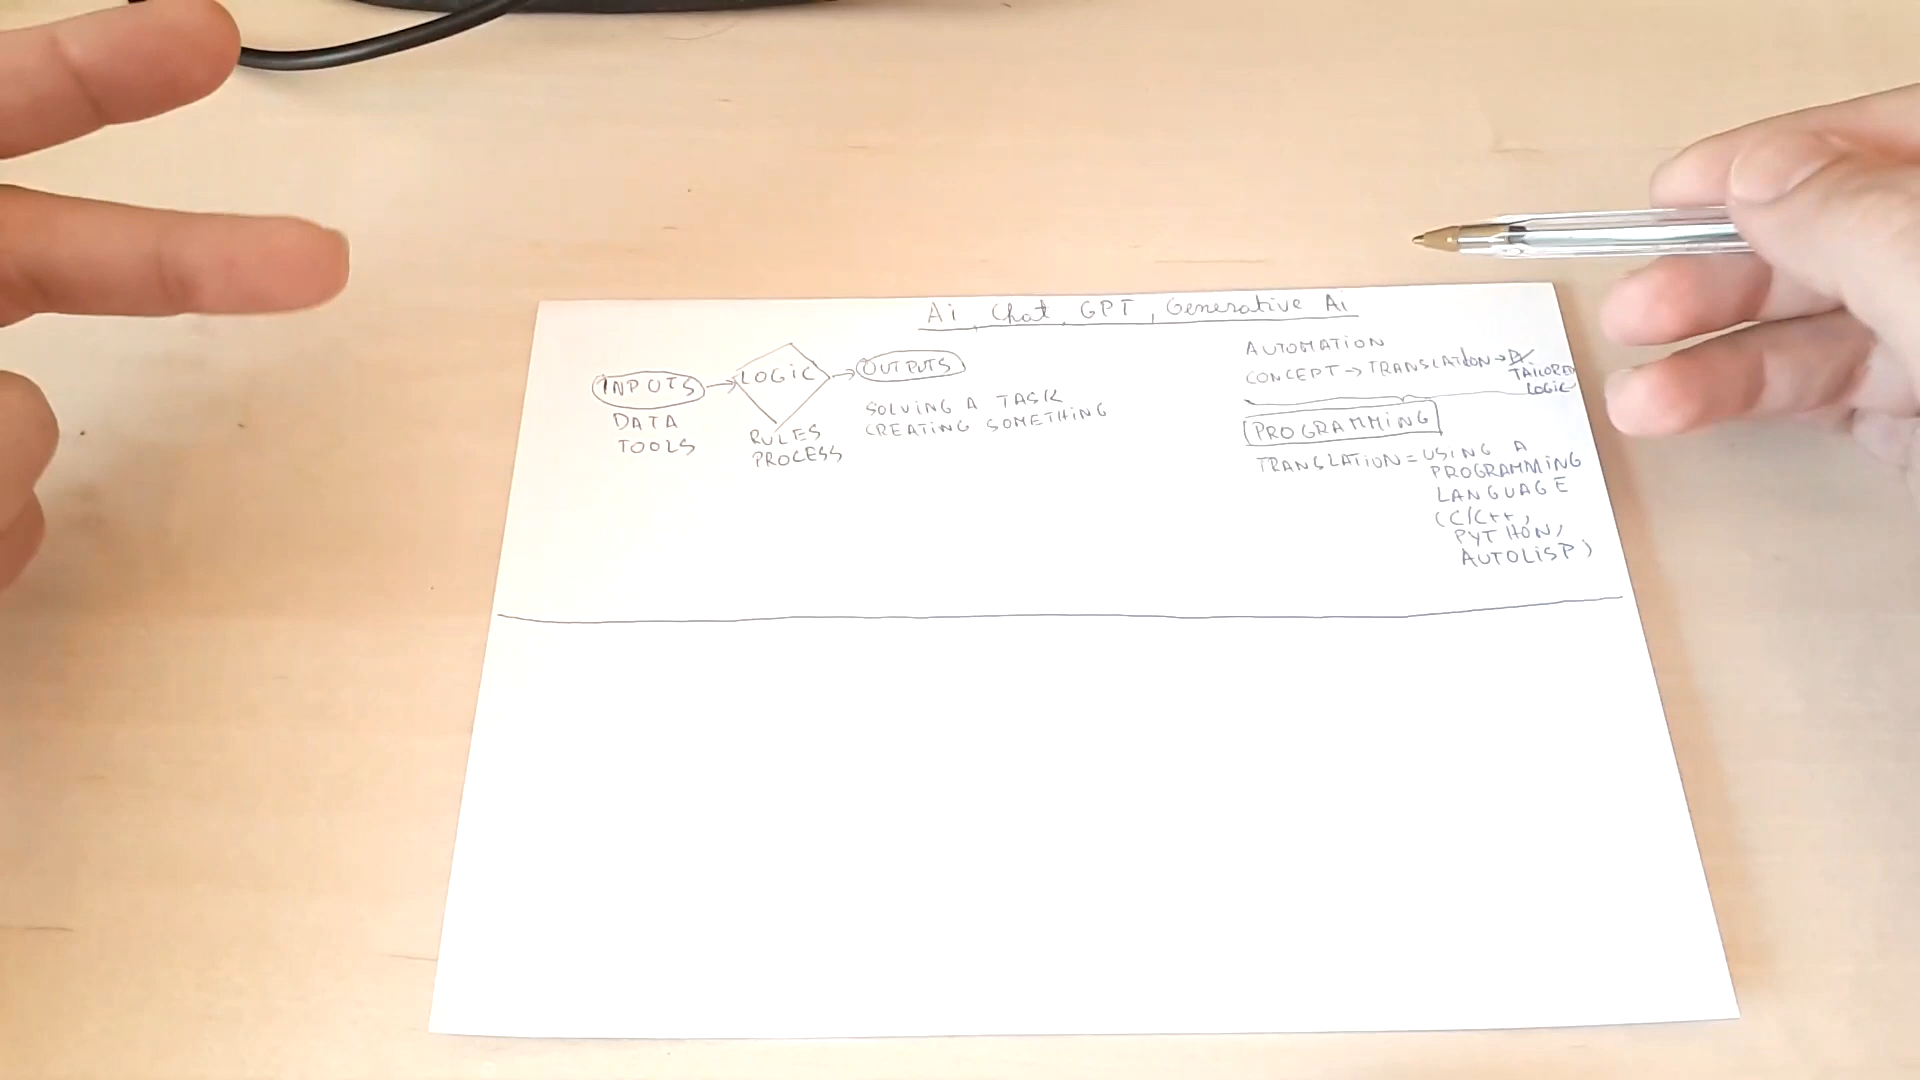 Ai, Chat GPT, Generative Ai
INPUTS → LOGIC → OUTPUTS
DATA
TOOLS
RULES
PROCESS
SOLVING A TASK
CREATING SOMETHING
AUTOMATION
CONCEPT → TRANSLATION →
TAILORED
LOGIC
PROGRAMMING
TRANSLATION = USING A
PROGRAMMING
LANGUAGE
(C/C++,
PYTHON,
AUTOLISP)